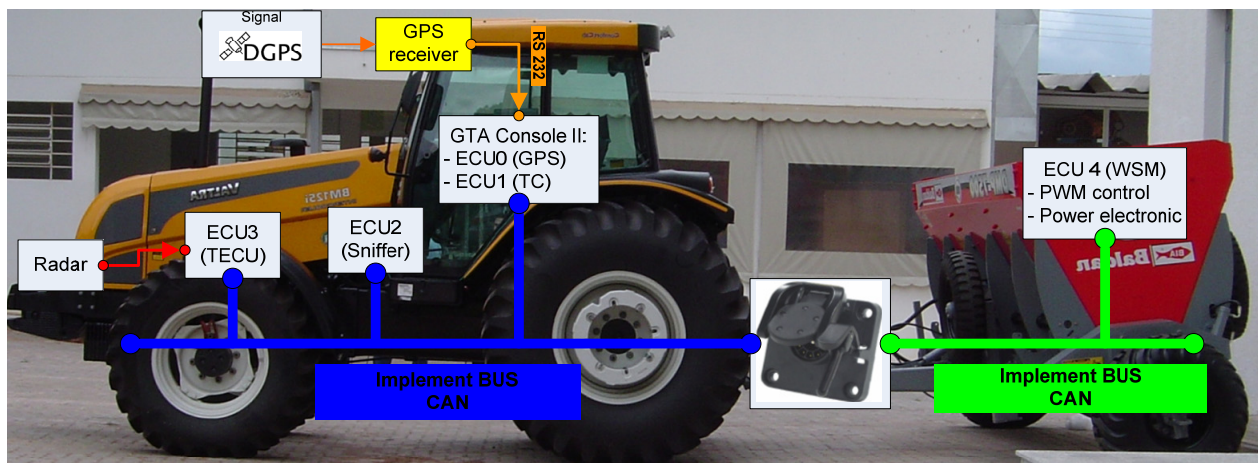 Signal
DGPS
GPS
receiver
RS 232
GTA Console II:
- ECU0 (GPS)
- ECU1 (TC)
ECU 4 (WSM)
- PWM control
- Power electronic
VALTRA
BM125i
ECU3
(TECU)
ECU2
(Sniffer)
Radar
Baldan
Implement BUS
CAN
Implement BUS
CAN